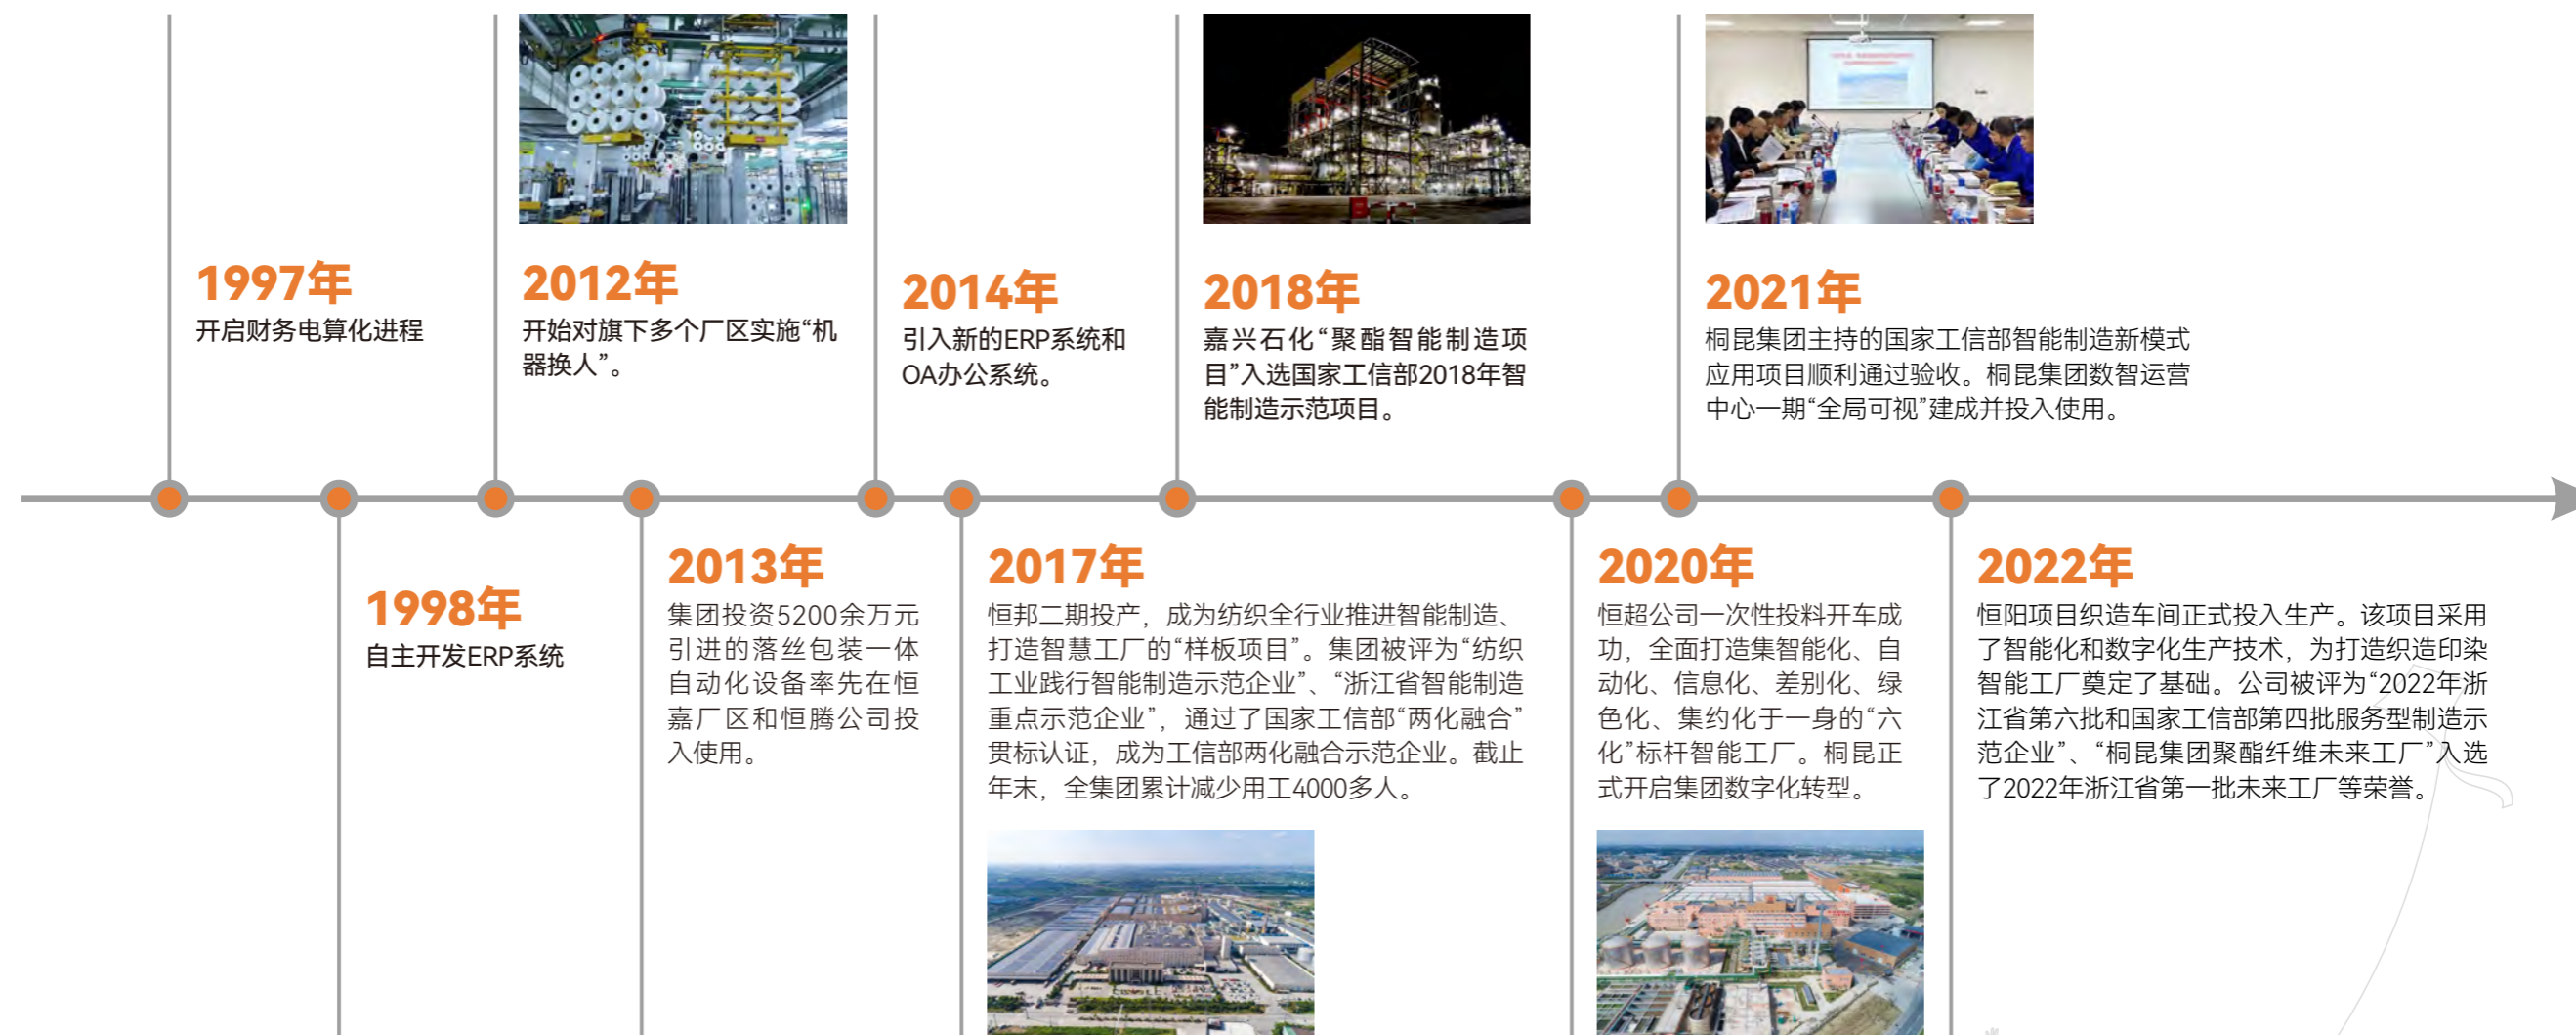 1997年
开启财务电算化进程
2012年
开始对旗下多个厂区实施“机
器换人”。
2014年
引入新的ERP系统和
OA办公系统。
2018年
嘉兴石化“聚酯智能制造项
目”入选国家工信部2018年智
能制造示范项目。
2021年
桐昆集团主持的国家工信部智能制造新模式
应用项目顺利通过验收。桐昆集团数智运营
中心一期“全局可视”建成并投入使用。
1998年
自主开发ERP系统
2013年
集团投资5200余万元
引进的落丝包装一体
自动化设备率先在恒
嘉厂区和恒腾公司投
入使用。
2017年
恒邦二期投产，成为纺织全行业推进智能制造、
打造智慧工厂的“样板项目”。集团被评为“纺织
工业践行智能制造示范企业”、“浙江省智能制造
重点示范企业”，通过了国家工信部“两化融合”
贯标认证，成为工信部两化融合示范企业。截止
年末，全集团累计减少用工4000多人。
2020年
恒超公司一次性投料开车成
功，全面打造集智能化、自
动化、信息化、差别化、绿
色化、集约化于一身的“六
化”标杆智能工厂。桐昆正
式开启集团数字化转型。
2022年
恒阳项目织造车间正式投入生产。该项目采用
了智能化和数字化生产技术，为打造织造印染
智能工厂奠定了基础。公司被评为“2022年浙
江省第六批和国家工信部第四批服务型制造示
范企业”、“桐昆集团聚酯纤维未来工厂”入选
了2022年浙江省第一批未来工厂等荣誉。